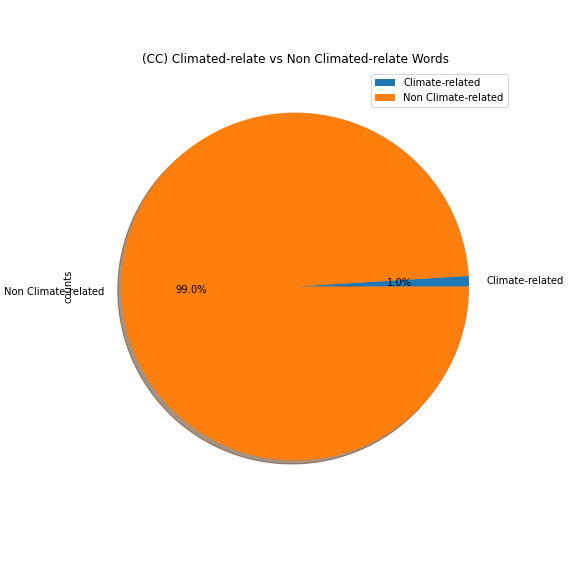 (CC) Climated-relate vs Non Climated-relate Words
Climate-related
Non Climate-related
1.0%
Climate-related
counts
Non Climate-related
99.0%